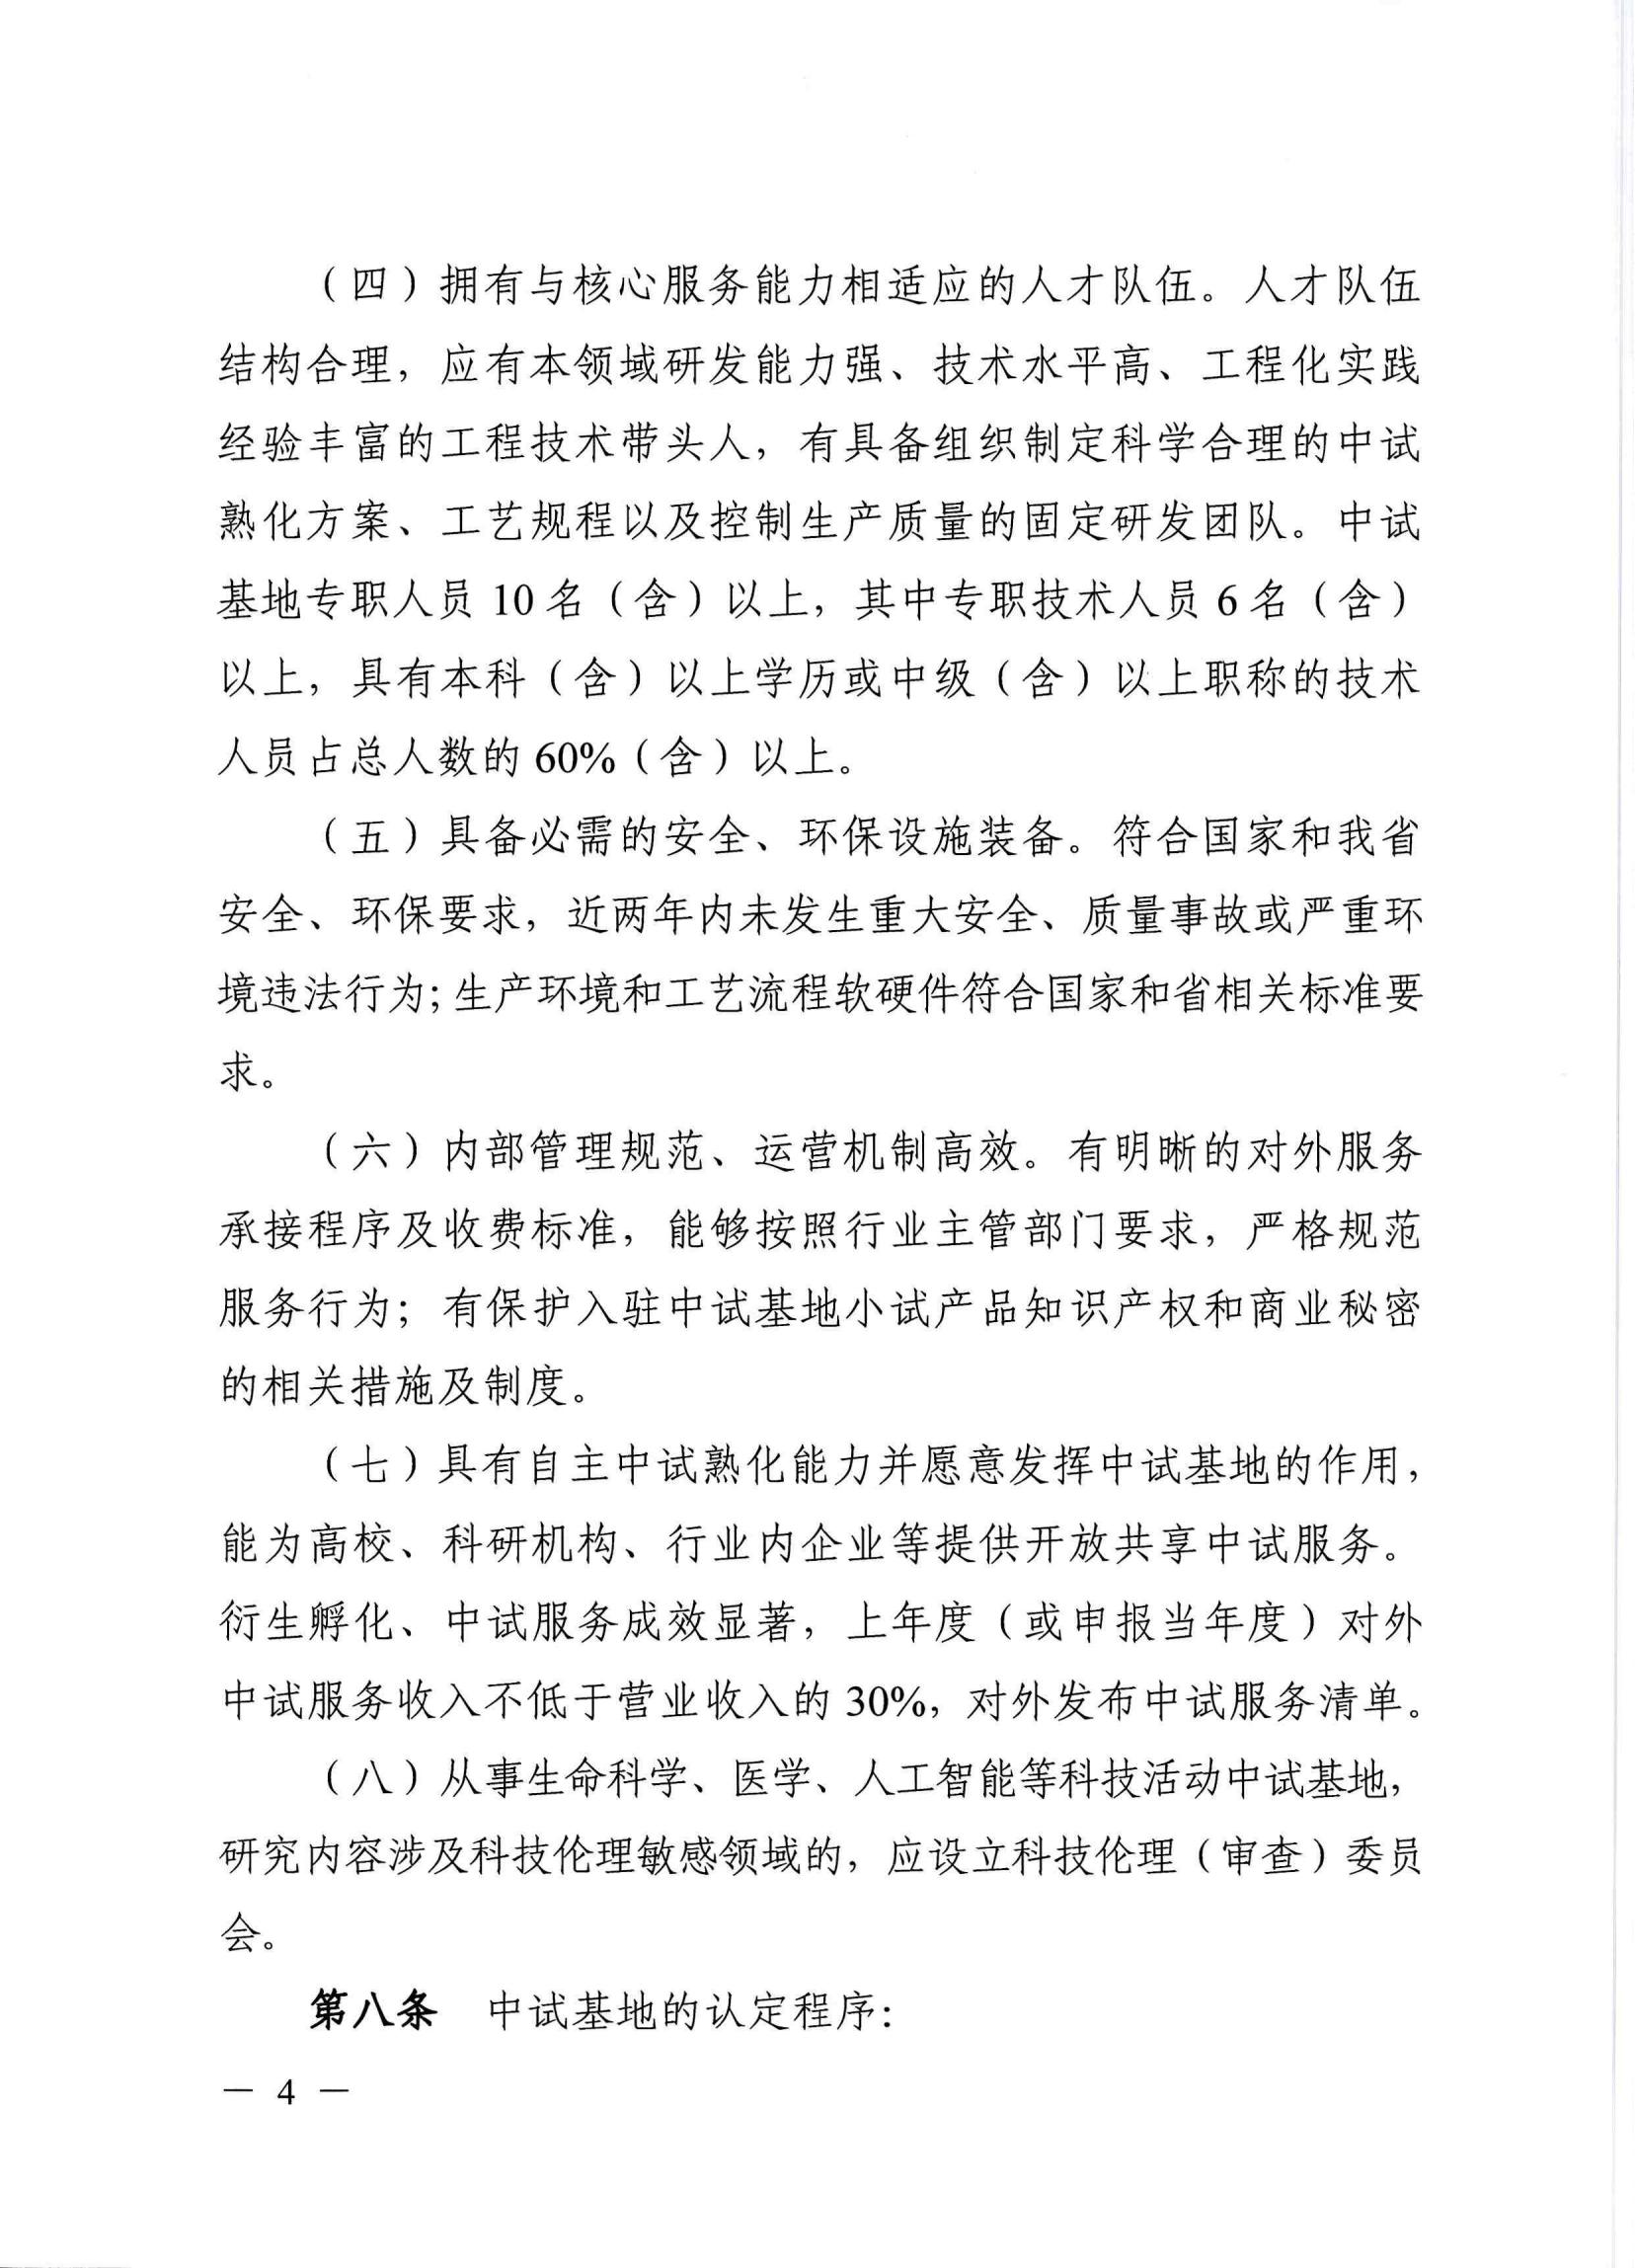 （四）拥有与核心服务能力相适应的人才队伍。人才队伍
结构合理，应有本领域研发能力强、技术水平高、工程化实践
经验丰富的工程技术带头人，有具备组织制定科学合理的中试
熟化方案、工艺规程以及控制生产质量的固定研发团队。中试
基地专职人员 10 名（含）以上，其中专职技术人员 6 名（含）
以上，具有本科（含）以上学历或中级（含）以上职称的技术
人员占总人数的 60%（含）以上。
（五）具备必需的安全、环保设施装备。符合国家和我省
安全、环保要求，近两年内未发生重大安全、质量事故或严重环
境违法行为；生产环境和工艺流程软硬件符合国家和省相关标准要
求。
（六）内部管理规范、运营机制高效。有明晰的对外服务
承接程序及收费标准，能够按照行业主管部门要求，严格规范
服务行为；有保护入驻中试基地小试产品知识产权和商业秘密
的相关措施及制度。
（七）具有自主中试熟化能力并愿意发挥中试基地的作用，
能为高校、科研机构、行业内企业等提供开放共享中试服务。
衍生孵化、中试服务成效显著，上年度（或申报当年度）对外
中试服务收入不低于营业收入的 30%，对外发布中试服务清单。
（八）从事生命科学、医学、人工智能等科技活动中试基地，
研究内容涉及科技伦理敏感领域的，应设立科技伦理（审查）委员
会。
第八条　中试基地的认定程序：
— 4 —